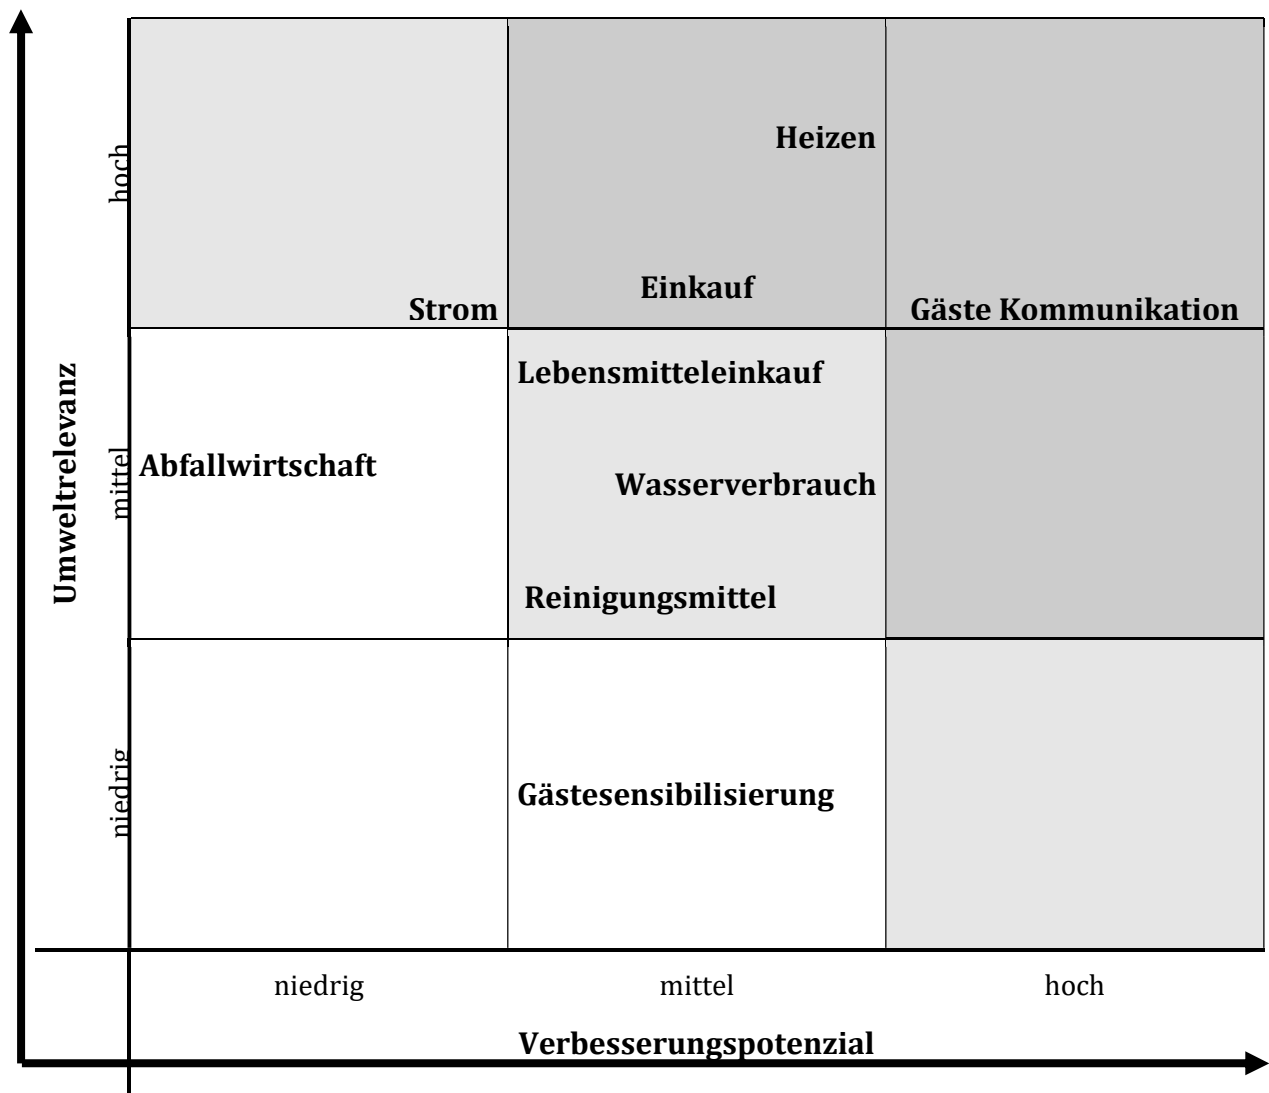 hoch
Heizen
Einkauf
Strom
Gäste Kommunikation
Umweltrelevanz
mittel
Lebensmitteleinkauf
Abfallwirtschaft
Wasserverbrauch
Reinigungsmittel
niedrig
Gästesensibilisierung
niedrig mittel hoch
Verbesserungspotenzial